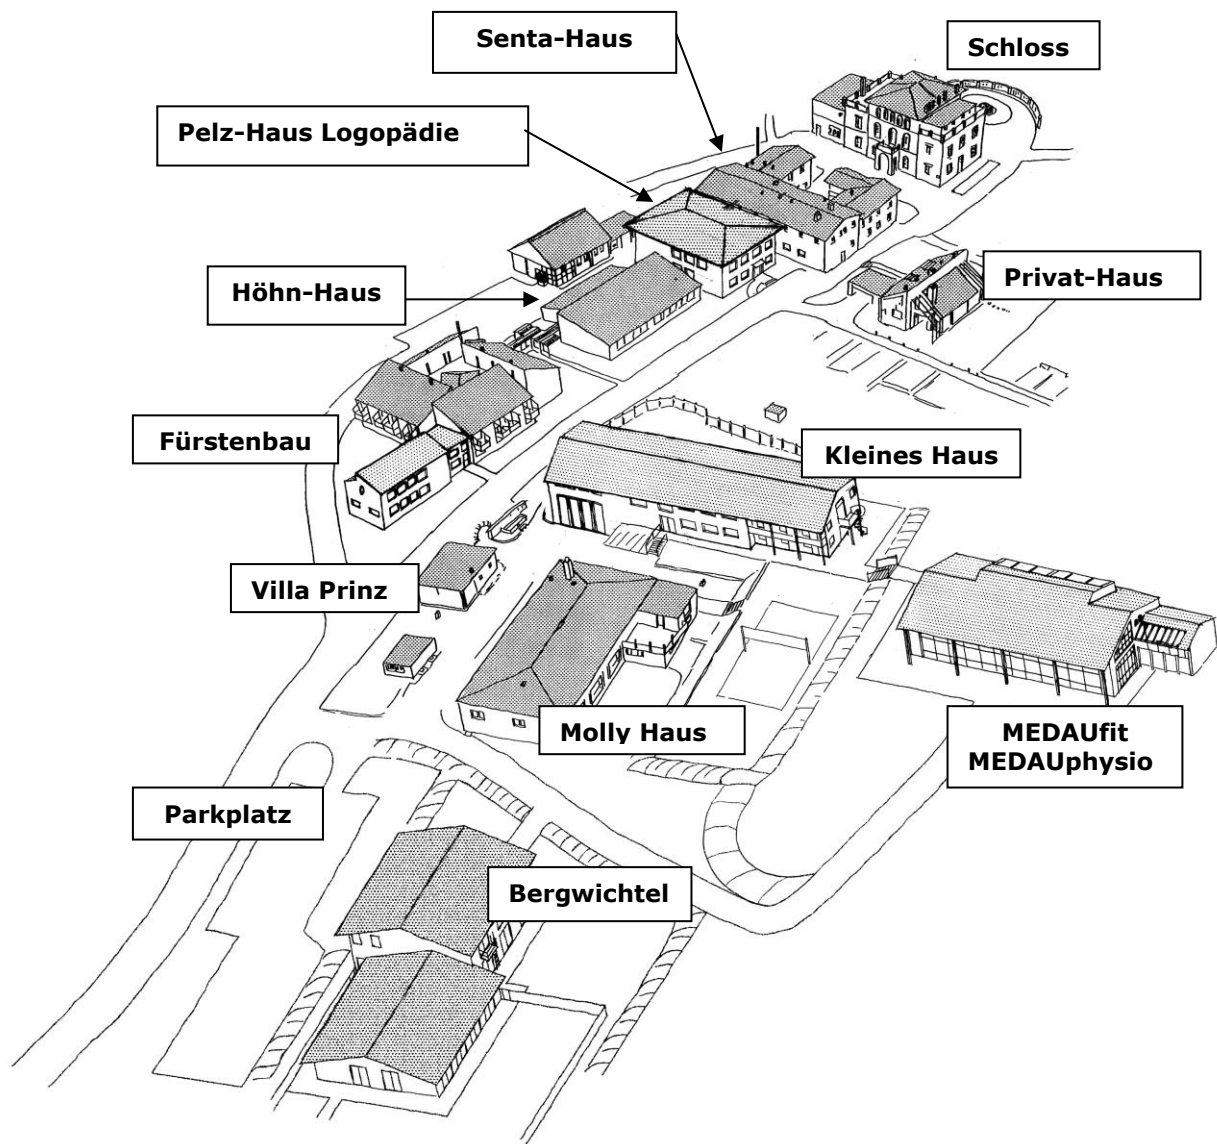 Senta-Haus
Schloss
Pelz-Haus Logopädie
Höhn-Haus
Privat-Haus
Fürstenbau
Kleines Haus
Villa Prinz
Molly Haus
MEDAUfit
MEDAUphysio
Parkplatz
Bergwichtel